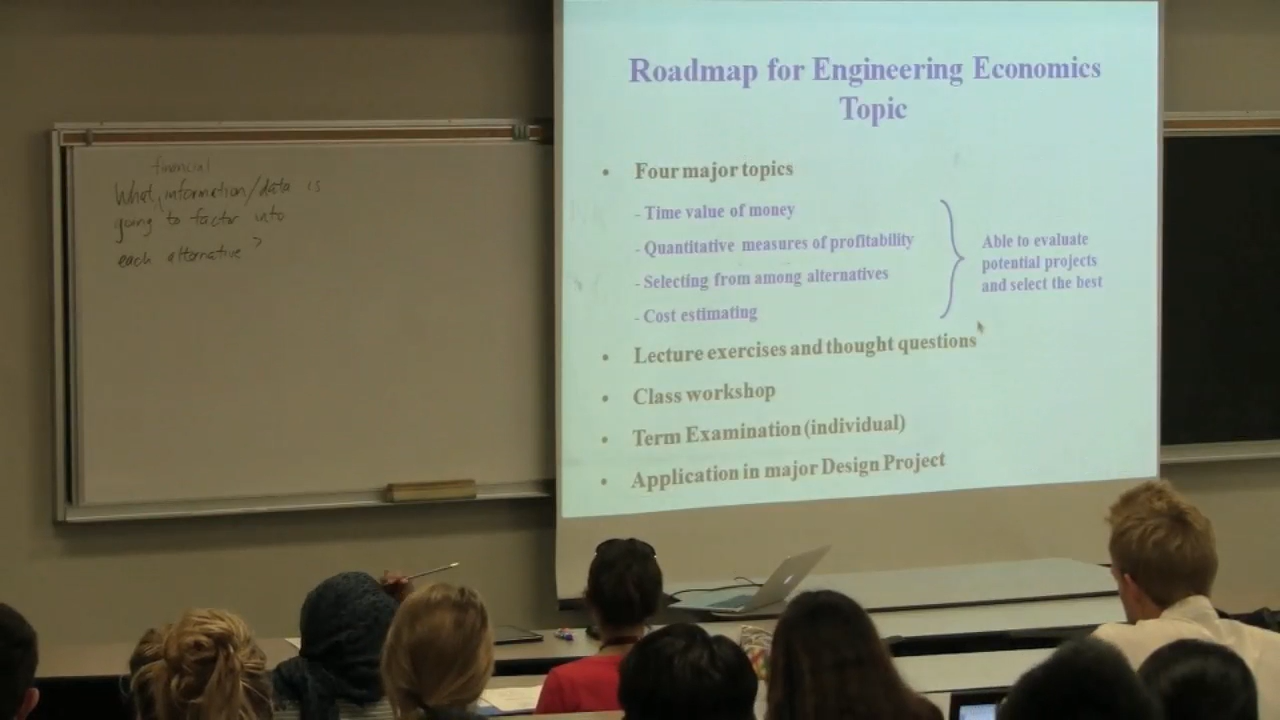 financial
What information/data is
going to factor into
each alternative ?
Roadmap for Engineering Economics
Topic
• Four major topics
- Time value of money
- Quantitative measures of profitability
- Selecting from among alternatives
- Cost estimating
Able to evaluate
potential projects
and select the best
• Lecture exercises and thought questions
• Class workshop
• Term Examination (individual)
• Application in major Design Project